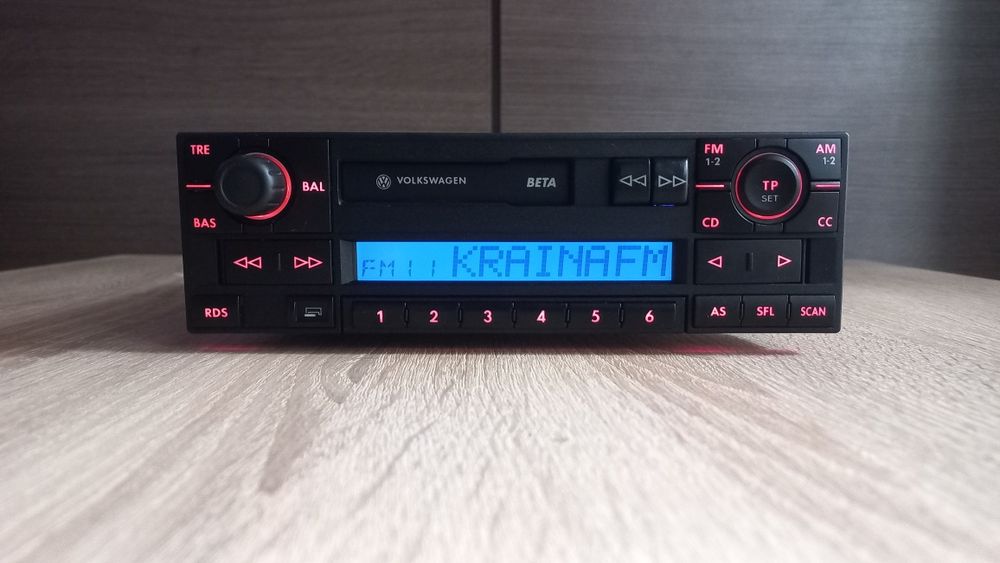 TRE
BAL
BAS
VOLKSWAGEN
BETA
FM
1-2
AM
1-2
TP
SET
CD
CC
FM11 KRAINAFM
RDS
1 2 3 4 5 6
AS SFL SCAN